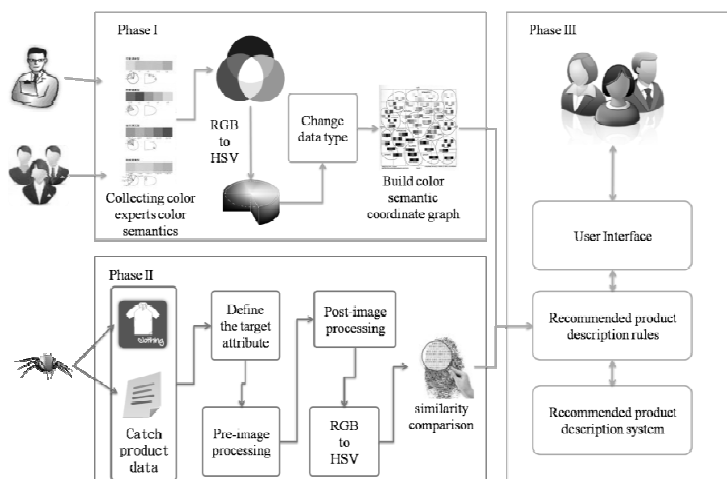 Phase I
RGB
to
HSV
Change
data type
Collecting color
experts color
semantics
Build color
semantic
coordinate graph
Phase II
clothing
Catch
product
data
Define
the target
attribute
Pre-image
processing
Post-image
processing
RGB
to
HSV
similarity
comparison
Phase III
User Interface
Recommended product
description rules
Recommended product
description system